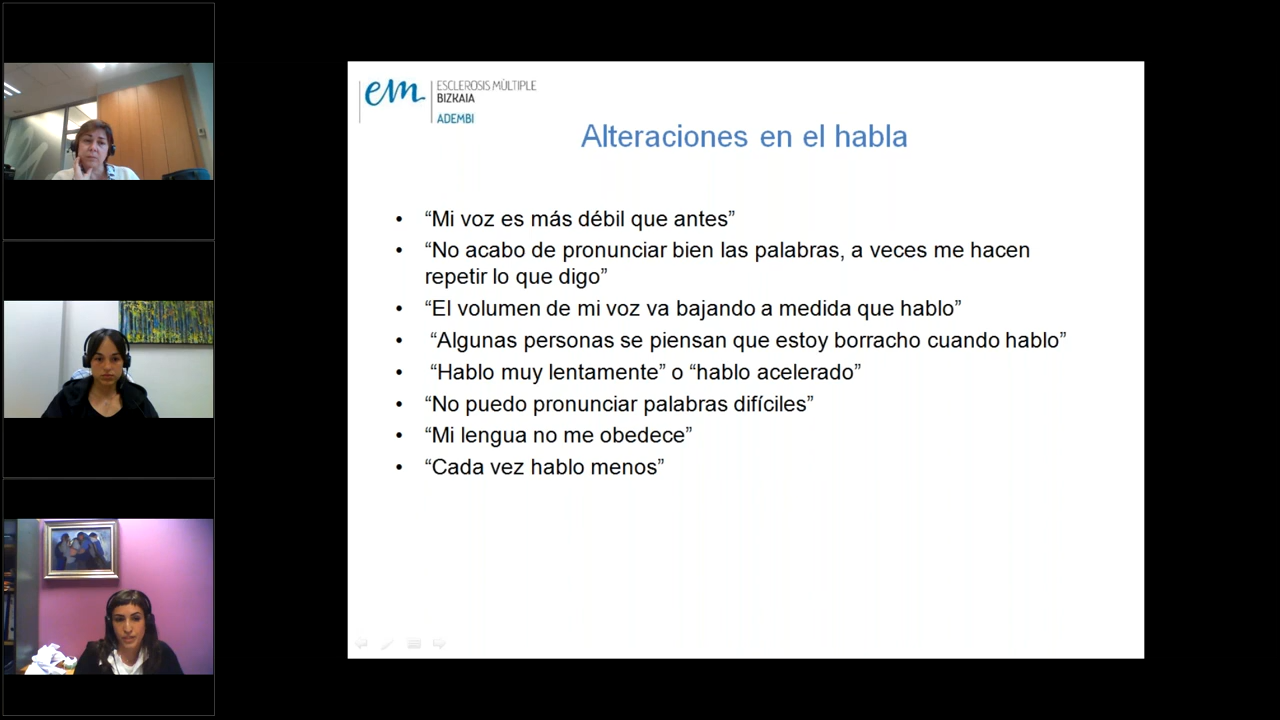 em
ESCLEROSIS MÚLTIPLE
BIZKAIA
ADEMBI
Alteraciones en el habla
• “Mi voz es más débil que antes”
• “No acabo de pronunciar bien las palabras, a veces me hacen
repetir lo que digo”
• “El volumen de mi voz va bajando a medida que hablo”
• “Algunas personas se piensan que estoy borracho cuando hablo”
• “Hablo muy lentamente” o “hablo acelerado”
• “No puedo pronunciar palabras difíciles”
• “Mi lengua no me obedece”
• “Cada vez hablo menos”